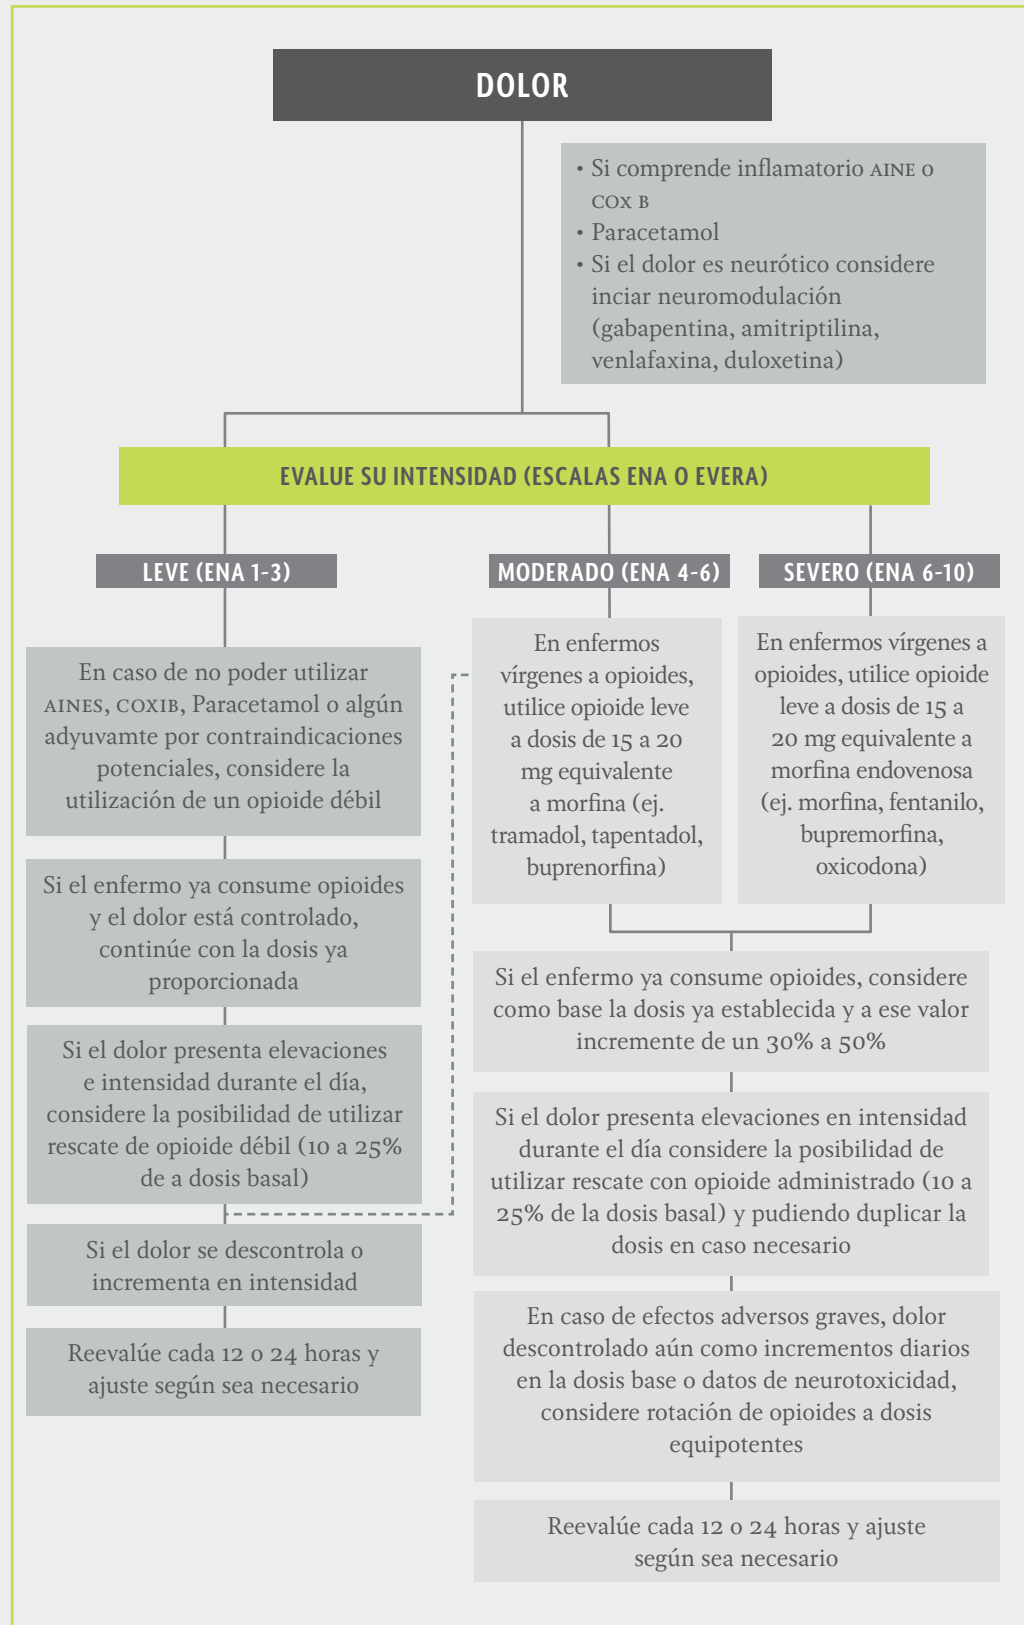 DOLOR
• Si comprende inflamatorio AINE o
COX B
• Paracetamol
• Si el dolor es neurótico considere
inciar neuromodulación
(gabapentina, amitriptilina,
venlafaxina, duloxetina)
EVALUE SU INTENSIDAD (ESCALAS ENA O EVERA)
LEVE (ENA 1-3)
En caso de no poder utilizar
AINES, COXIB, Paracetamol o algún
adyuvamte por contraindicaciones
potenciales, considere la
utilización de un opioide débil
Si el enfermo ya consume opioides
y el dolor está controlado,
continúe con la dosis ya
proporcionada
Si el dolor presenta elevaciones
e intensidad durante el día,
considere la posibilidad de utilizar
rescate de opioide débil (10 a 25%
de a dosis basal)
Si el dolor se descontrola o
incrementa en intensidad
Reevalúe cada 12 o 24 horas y
ajuste según sea necesario
MODERADO (ENA 4-6)
En enfermos
vírgenes a opioides,
utilice opioide leve
a dosis de 15 a 20
mg equivalente
a morfina (ej.
tramadol, tapentadol,
buprenorfina)
SEVERO (ENA 6-10)
En enfermos vírgenes a
opioides, utilice opioide
leve a dosis de 15 a
20 mg equivalente a
morfina endovenosa
(ej. morfina, fentanilo,
bupremorfina,
oxicodona)
Si el enfermo ya consume opioides, considere
como base la dosis ya establecida y a ese valor
incremente de un 30% a 50%
Si el dolor presenta elevaciones en intensidad
durante el día considere la posibilidad de
utilizar rescate con opioide administrado (10 a
25% de la dosis basal) y pudiendo duplicar la
dosis en caso necesario
En caso de efectos adversos graves, dolor
descontrolado aún como incrementos diarios
en la dosis base o datos de neurotoxicidad,
considere rotación de opioides a dosis
equipotentes
Reevalúe cada 12 o 24 horas y ajuste
según sea necesario